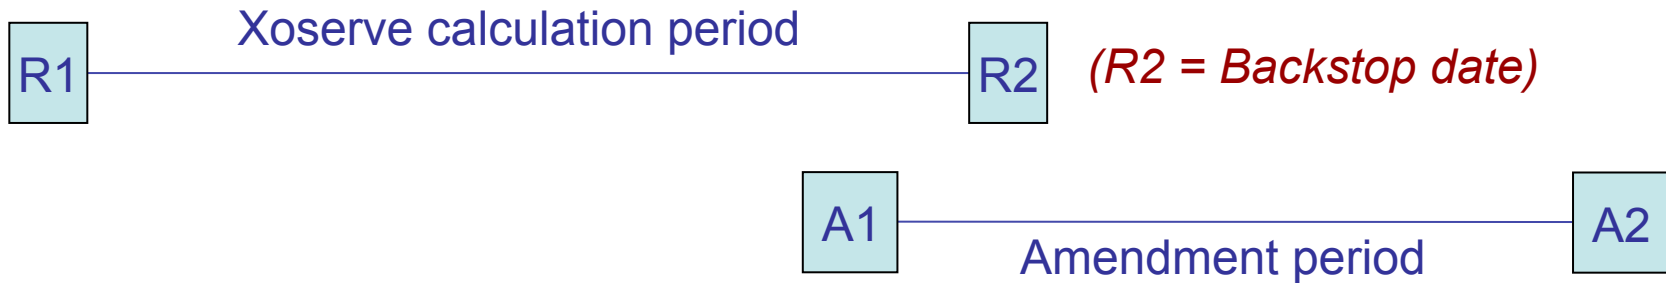 Xoserve calculation period
R1
R2
(R2 = Backstop date)
A1
A2
Amendment period